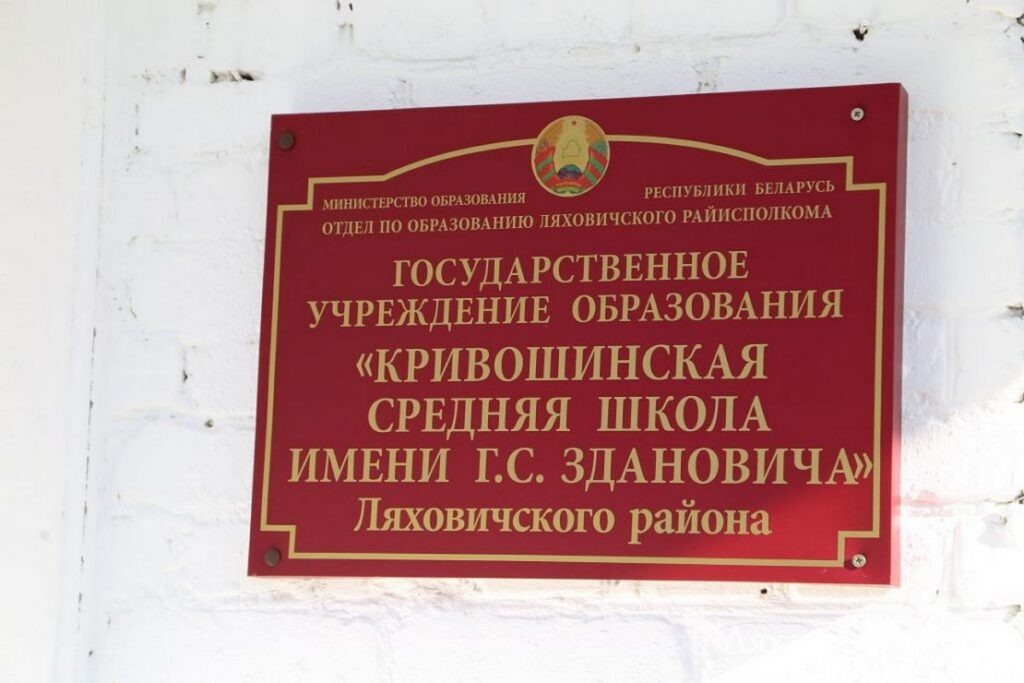 МИНИСТЕРСТВО ОБРАЗОВАНИЯ РЕСПУБЛИКИ БЕЛАРУСЬ
ОТДЕЛ ПО ОБРАЗОВАНИЮ ЛЯХОВИЧСКОГО РАЙИСПОЛКОМА
ГОСУДАРСТВЕННОЕ
УЧРЕЖДЕНИЕ ОБРАЗОВАНИЯ
«КРИВОШИНСКАЯ
СРЕДНЯЯ ШКОЛА
ИМЕНИ Г.С. ЗДАНОВИЧА»
Ляховичского района